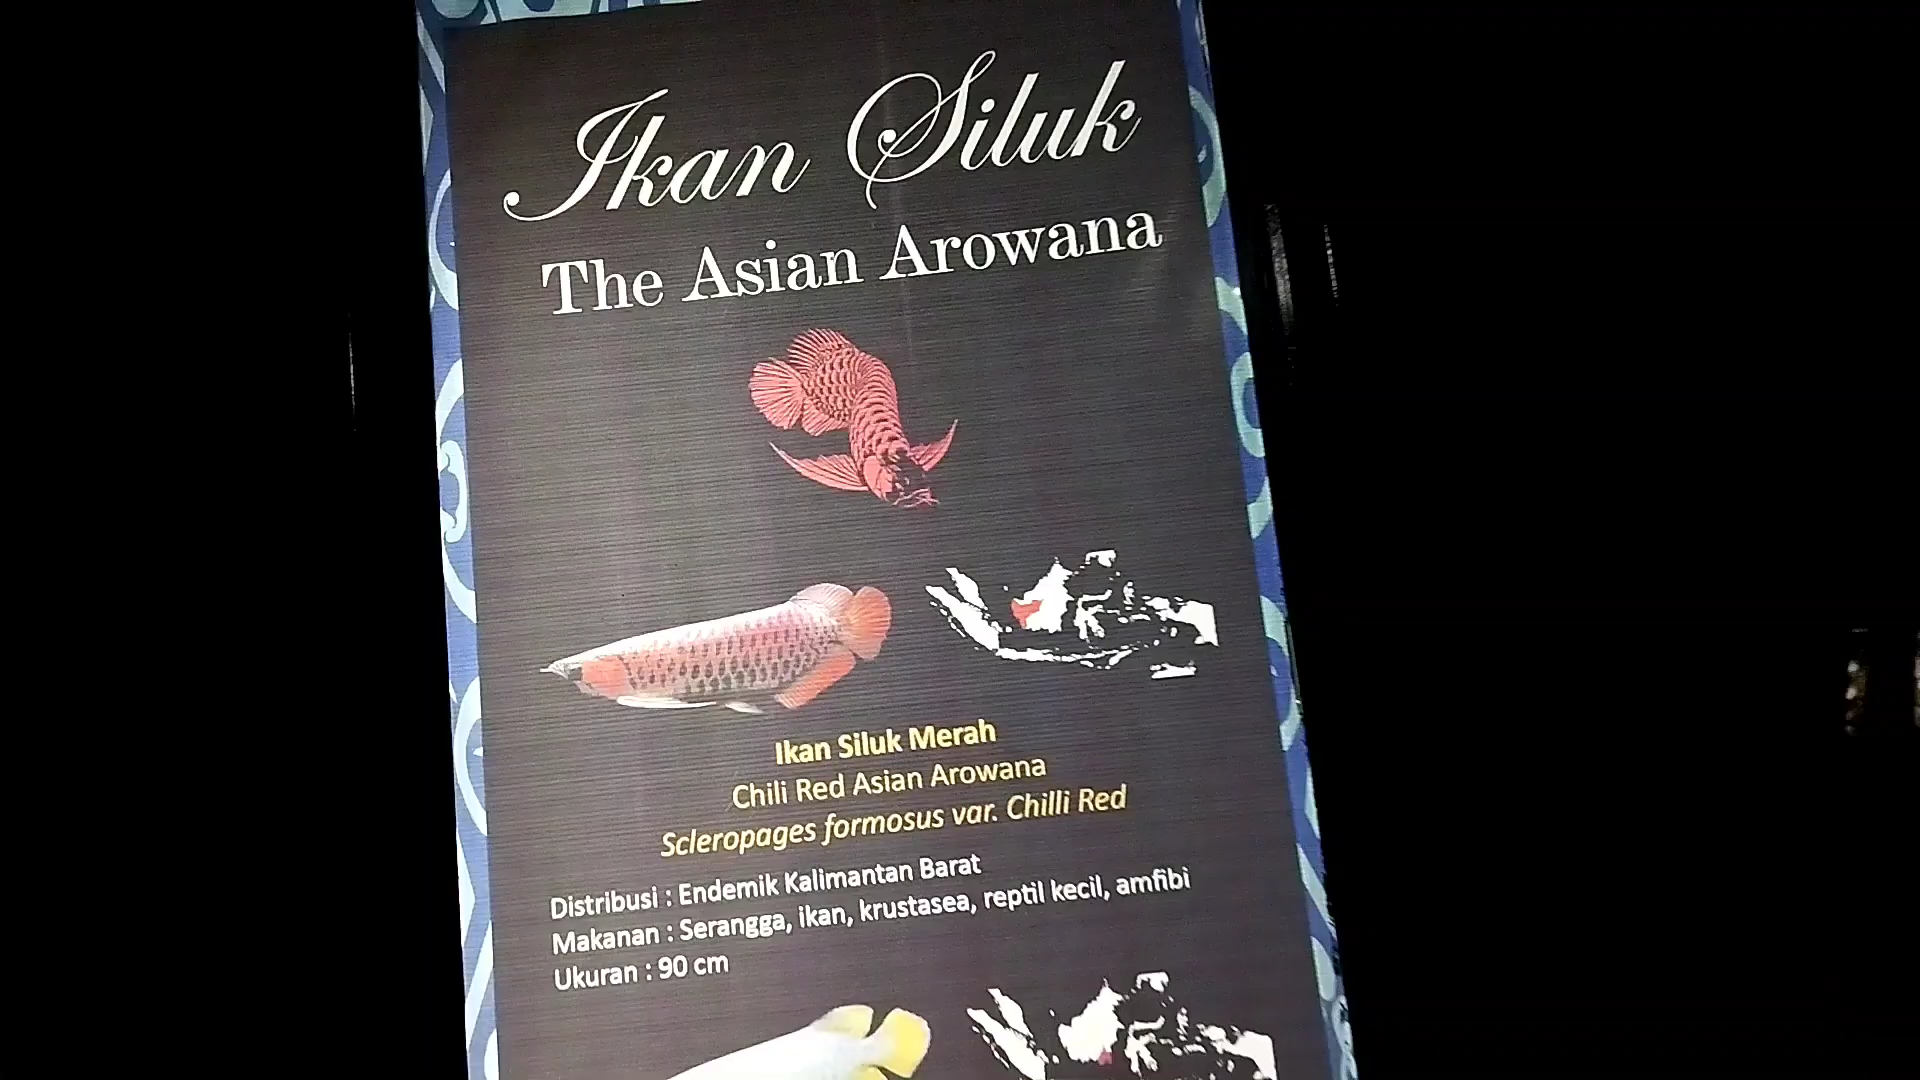 Ikan Siluk
The Asian Arowana
Ikan Siluk Merah
Chili Red Asian Arowana
Scleropages formosus var. Chilli Red
Distribusi : Endemik Kalimantan Barat
Makanan : Serangga, ikan, krustasea, reptil kecil, amfibi
Ukuran : 90 cm